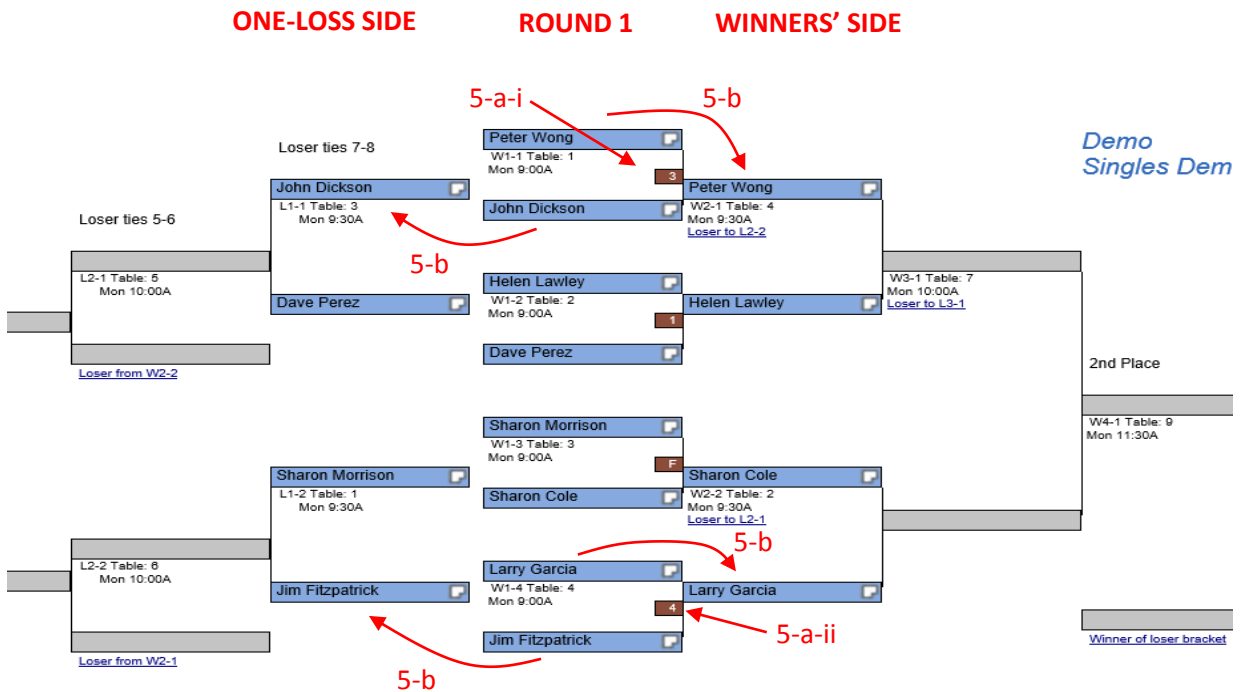 ONE-LOSS SIDE
ROUND 1
WINNERS’ SIDE
5-a-i
5-b
Demo
Singles Dem
Loser ties 7-8
Loser ties 5-6
Peter Wong
W1-1 Table: 1
Mon 9:00A
3
John Dickson
John Dickson
L1-1 Table: 3
Mon 9:30A
Peter Wong
W2-1 Table: 4
Mon 9:30A
Loser to L2-2
5-b
L2-1 Table: 5
Mon 10:00A
Loser from W2-2
Dave Perez
Helen Lawley
W1-2 Table: 2
Mon 9:00A
1
Dave Perez
Helen Lawley
W3-1 Table: 7
Mon 10:00A
Loser to L3-1
2nd Place
W4-1 Table: 9
Mon 11:30A
Sharon Morrison
W1-3 Table: 3
Mon 9:00A
F
Sharon Cole
Sharon Morrison
L1-2 Table: 1
Mon 9:30A
Sharon Cole
W2-2 Table: 2
Mon 9:30A
Loser to L2-1
5-b
L2-2 Table: 6
Mon 10:00A
Loser from W2-1
Jim Fitzpatrick
Larry Garcia
W1-4 Table: 4
Mon 9:00A
4
Jim Fitzpatrick
Larry Garcia
5-a-ii
5-b
Winner of loser bracket